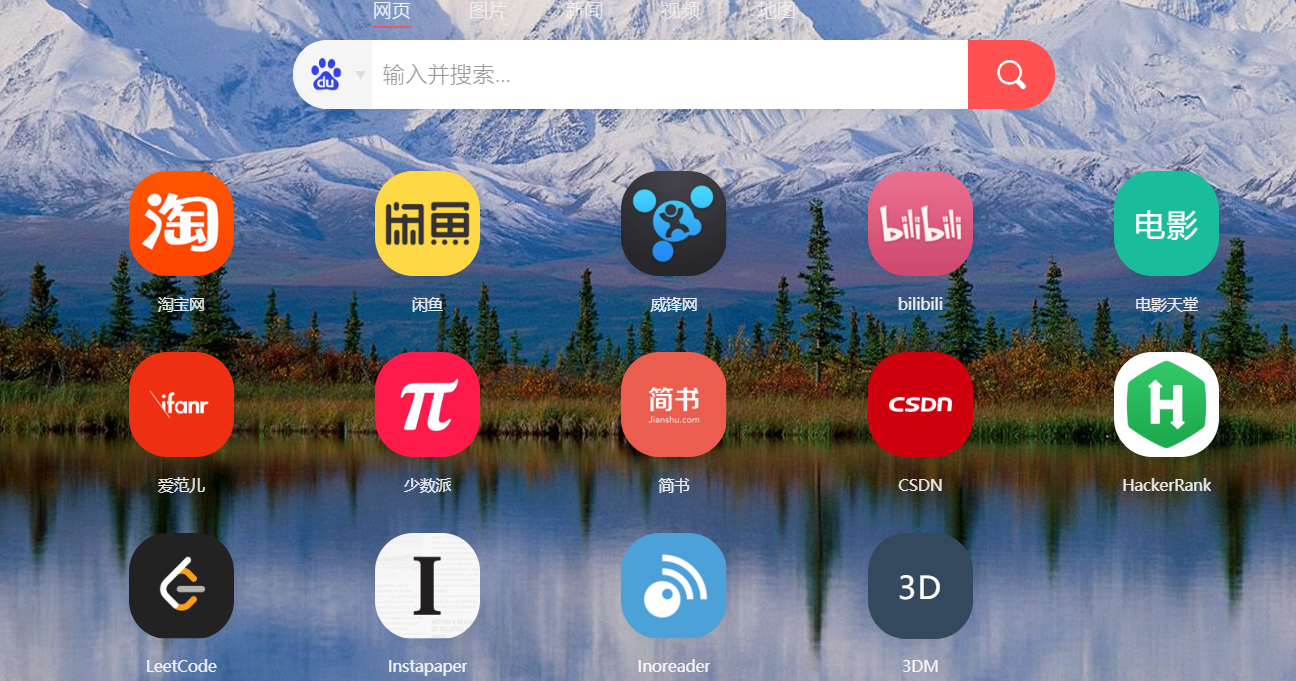 网页 图片 新闻 视频 地图
du 输入并搜索...
淘 闲鱼 bilibili 电影
淘宝网 闲鱼 威锋网 bilibili 电影天堂
ifanr π 简书 CSDN H
Jianshu.com
爱范儿 少数派 简书 CSDN HackerRank
I 3D
LeetCode Instapaper Inoreader 3DM